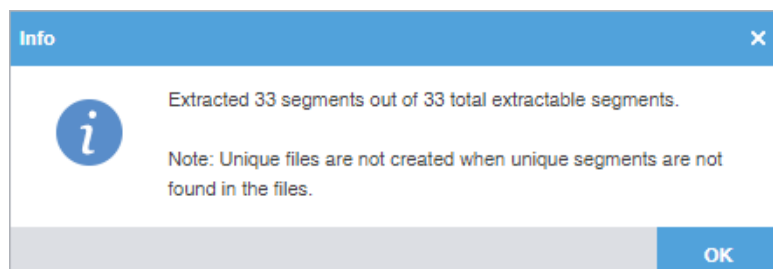 Info
Extracted 33 segments out of 33 total extractable segments.
Note: Unique files are not created when unique segments are not
found in the files.
OK